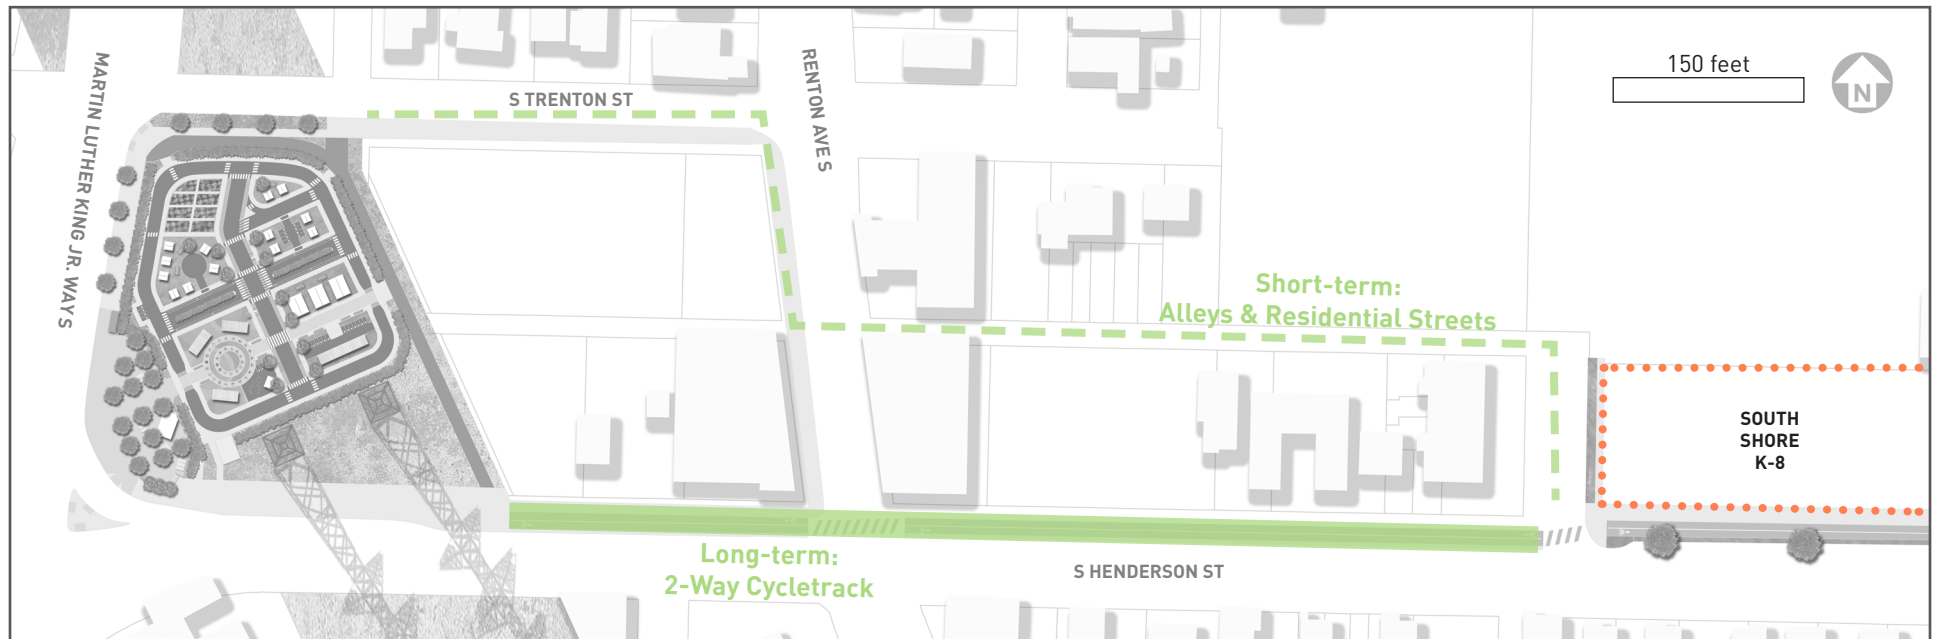 150 feet
N
MARTIN LUTHER KING JR. WAY S
S TRENTON ST
RENTON AVE S
Short-term:
Alleys & Residential Streets
SOUTH
SHORE
K-8
Long-term:
2-Way Cycletrack
S HENDERSON ST